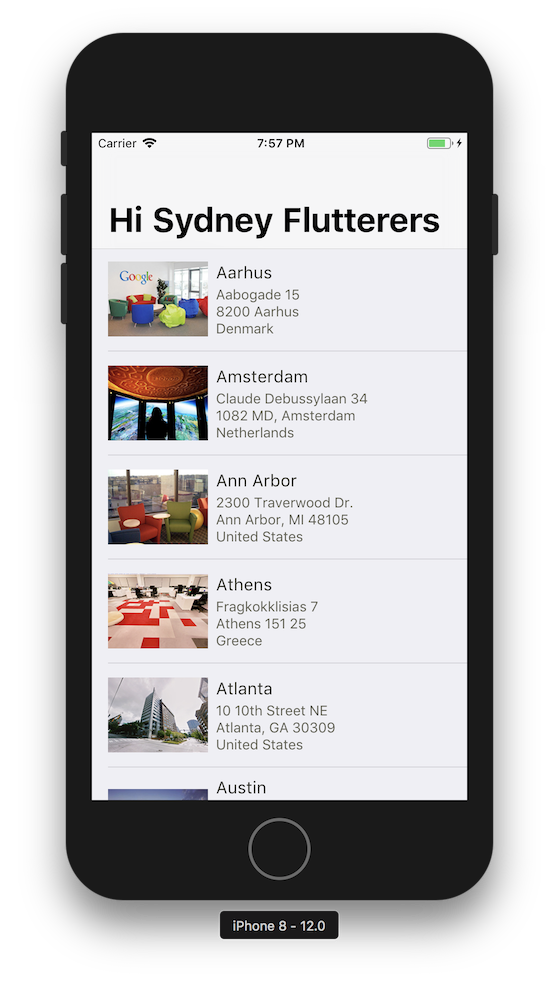 Carrier
7:57 PM
Hi Sydney Flutterers
Google
Aarhus
Aabogade 15
8200 Aarhus
Denmark
Amsterdam
Claude Debussylaan 34
1082 MD, Amsterdam
Netherlands
Ann Arbor
2300 Traverwood Dr.
Ann Arbor, MI 48105
United States
Athens
Fragkokklisias 7
Athens 151 25
Greece
Atlanta
10 10th Street NE
Atlanta, GA 30309
United States
Austin
iPhone 8 - 12.0